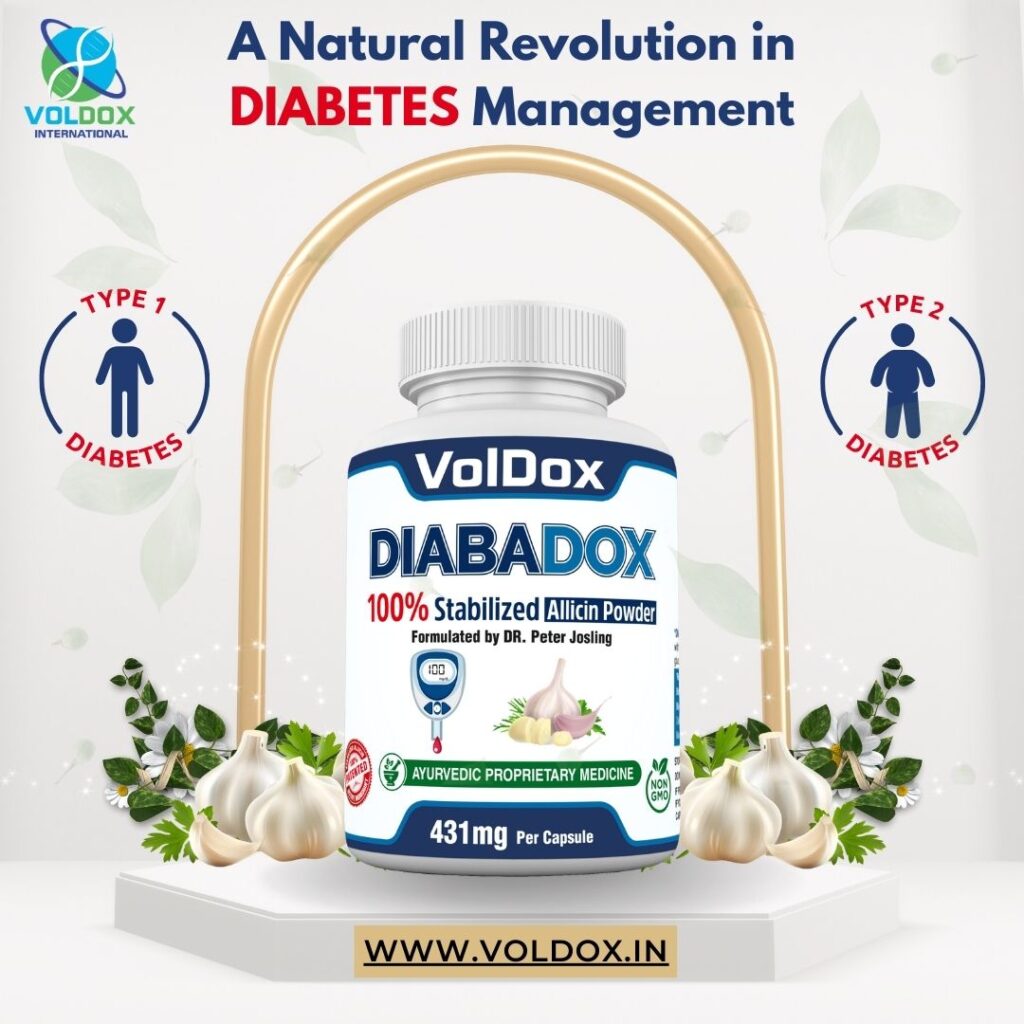 A Natural Revolution in
DIABETES Management
VOLDOX
INTERNATIONAL
TYPE 1
DIABETES
TYPE 2
DIABETES
VolDox
DIABADOX
100% Stabilized Allicin Powder
Formulated by DR. Peter Josling
100
AYURVEDIC PROPRIETARY MEDICINE
NON
GMO
431mg Per Capsule
WWW.VOLDOX.IN